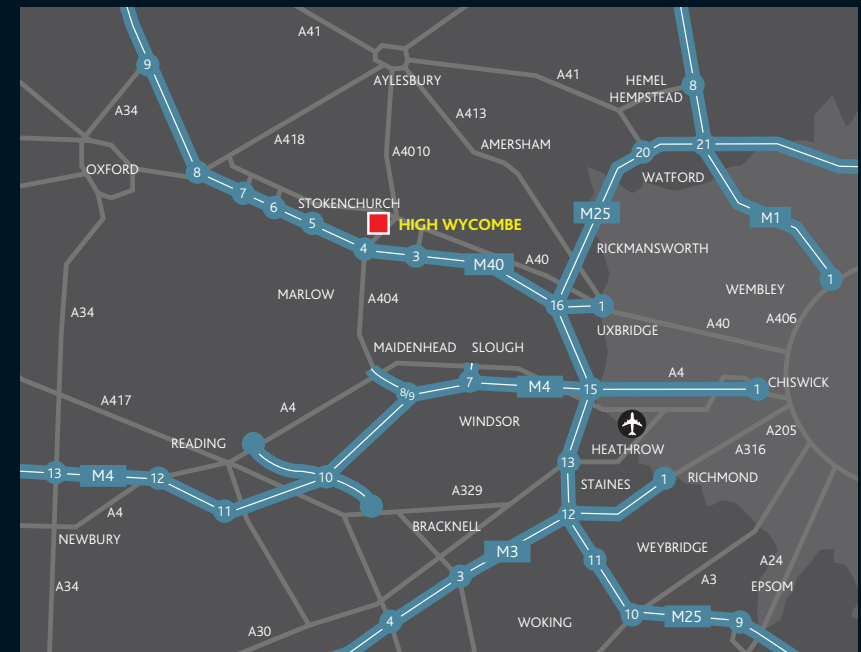 A41
9
AYLESBURY
A41
HEMEL
HEMPSTEAD
8
A34
A413
A418
A4010
AMERSHAM
20
21
OXFORD
8
WATFORD
7
6
STOKENCHURCH
5
HIGH WYCOMBE
M25
M1
4
3
M40
A40
RICKMANSWORTH
1
WEMBLEY
MARLOW
A404
16
1
UXBRIDGE
A40
A406
A34
MAIDENHEAD
SLOUGH
8/9
7
M4
15
A4
1
CHISWICK
A417
A4
WINDSOR
READING
HEATHROW
A205
A316
13
M4
12
10
13
STAINES
1
RICHMOND
A329
11
A4
BRACKNELL
12
NEWBURY
M3
11
WEYBRIDGE
A24
A34
3
A3
EPSOM
A30
4
WOKING
10
M25
9